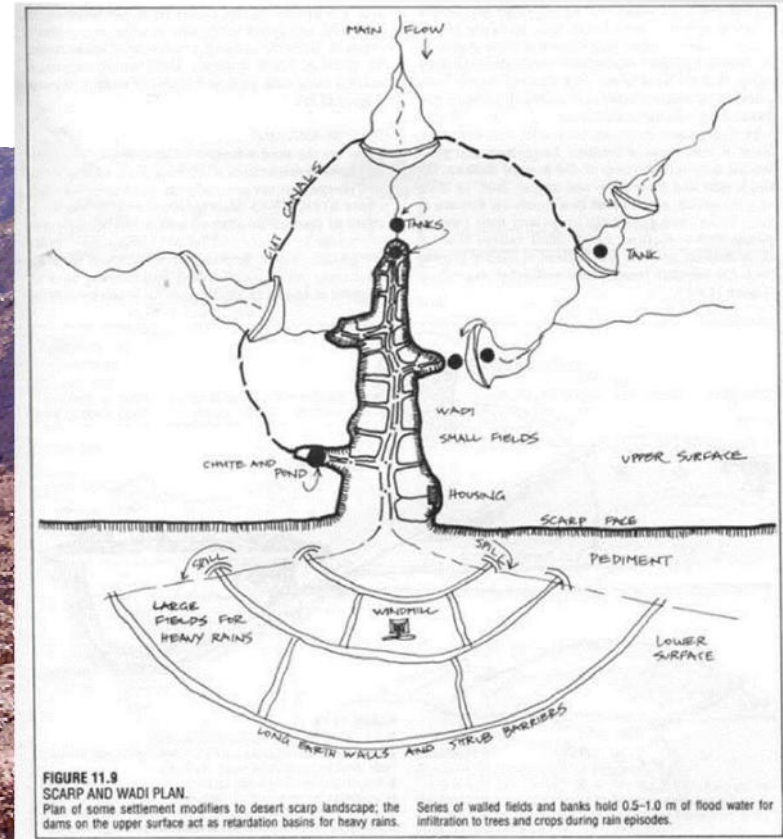 MAIN FLOW
CUT CANALS
TANKS
TANK
WADI
SMALL FIELDS
UPPER SURFACE
CHUTE AND
POND
HOUSING
SCARP FACE
PEDIMENT
SPILL
SPILL
LARGE
FIELDS FOR
HEAVY RAINS
WINDMILL
LOWER
SURFACE
LONG EARTH WALLS AND SHRUB BARRIERS
FIGURE 11.9
SCARP AND WADI PLAN.
Plan of some settlement modifiers to desert scarp landscape; the
dams on the upper surface act as retardation basins for heavy rains.
Series of walled fields and banks hold 0.5–1.0 m of flood water for
infiltration to trees and crops during rain episodes.